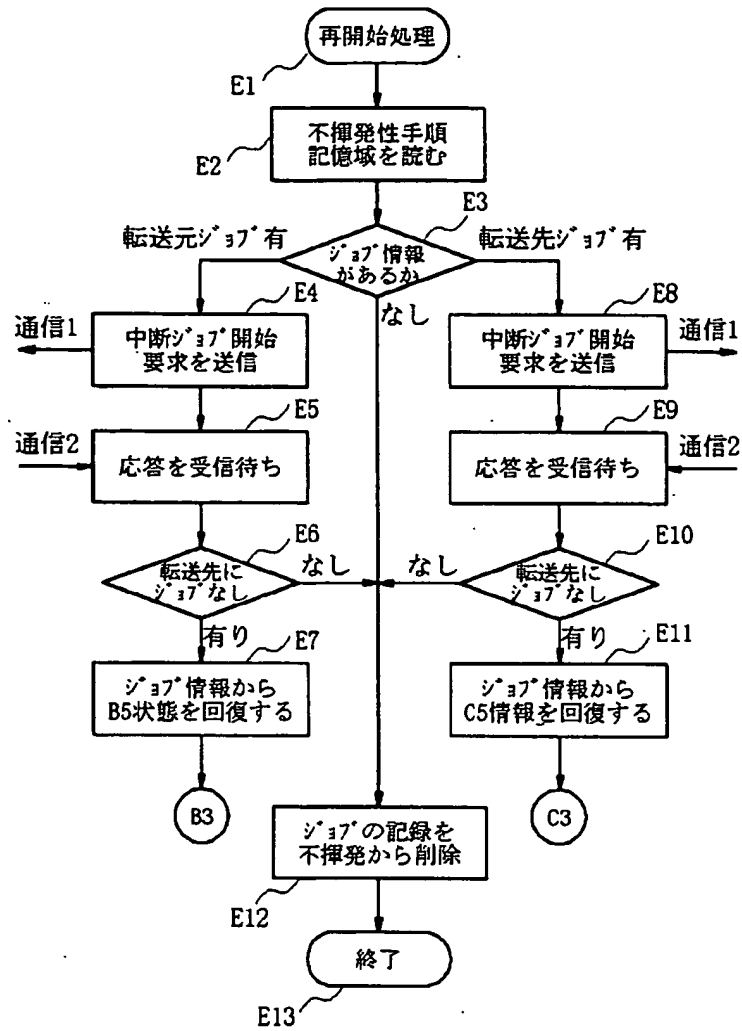 再開始処理
E1
不揮発性手順
記憶域を読む
E2
E3
転送元ｼﾞｮﾌﾞ有
ｼﾞｮﾌﾞ情報
があるか
転送先ｼﾞｮﾌﾞ有
なし
E4
通信1
中断ｼﾞｮﾌﾞ開始
要求を送信
E8
中断ｼﾞｮﾌﾞ開始
要求を送信
通信1
E5
通信2
応答を受信待ち
E9
応答を受信待ち
通信2
E6
転送先に
ｼﾞｮﾌﾞなし
なし
有り
E10
なし
転送先に
ｼﾞｮﾌﾞなし
有り
E7
ｼﾞｮﾌﾞ情報から
B5状態を回復する
E11
ｼﾞｮﾌﾞ情報から
C5情報を回復する
B3
C3
ｼﾞｮﾌﾞの記録を
不揮発から削除
E12
終了
E13